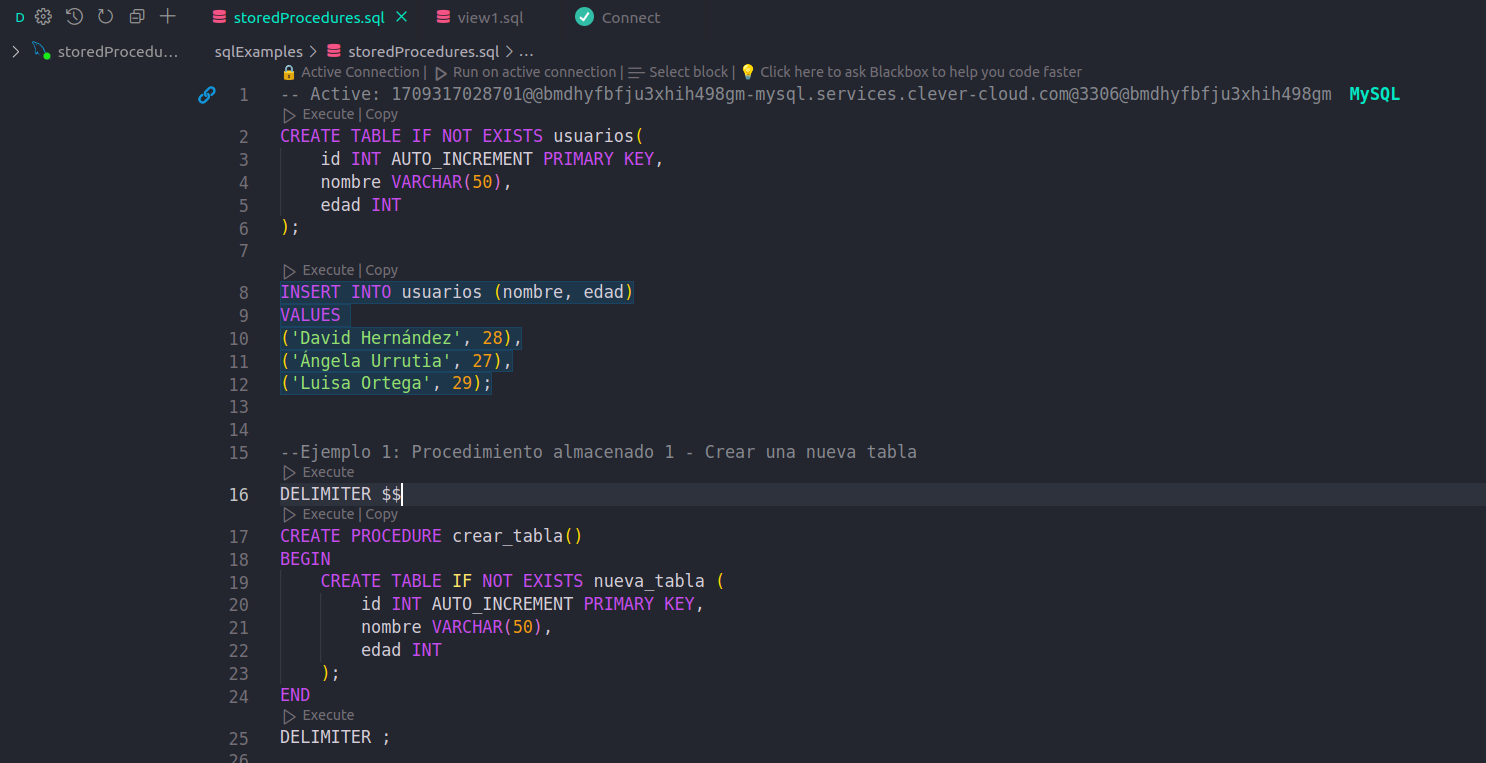 D storedProcedures.sql view1.sql Connect
storedProcedu... sqlExamples > storedProcedures.sql > ...
Active Connection | Run on active connection | Select block | Click here to ask Blackbox to help you code faster
1 -- Active: 1709317028701@@bmdhyfbfju3xhih498gm-mysql.services.clever-cloud.com@3306@bmdhyfbfju3xhih498gm MySQL
Execute | Copy
2 CREATE TABLE IF NOT EXISTS usuarios(
3     id INT AUTO_INCREMENT PRIMARY KEY,
4     nombre VARCHAR(50),
5     edad INT
6 );
7
Execute | Copy
8 INSERT INTO usuarios (nombre, edad)
9 VALUES
10 ('David Hernández', 28),
11 ('Ángela Urrutia', 27),
12 ('Luisa Ortega', 29);
13
14
15 --Ejemplo 1: Procedimiento almacenado 1 - Crear una nueva tabla
Execute
16 DELIMITER $$
Execute | Copy
17 CREATE PROCEDURE crear_tabla()
18 BEGIN
19     CREATE TABLE IF NOT EXISTS nueva_tabla (
20         id INT AUTO_INCREMENT PRIMARY KEY,
21         nombre VARCHAR(50),
22         edad INT
23     );
24 END
Execute
25 DELIMITER ;
26